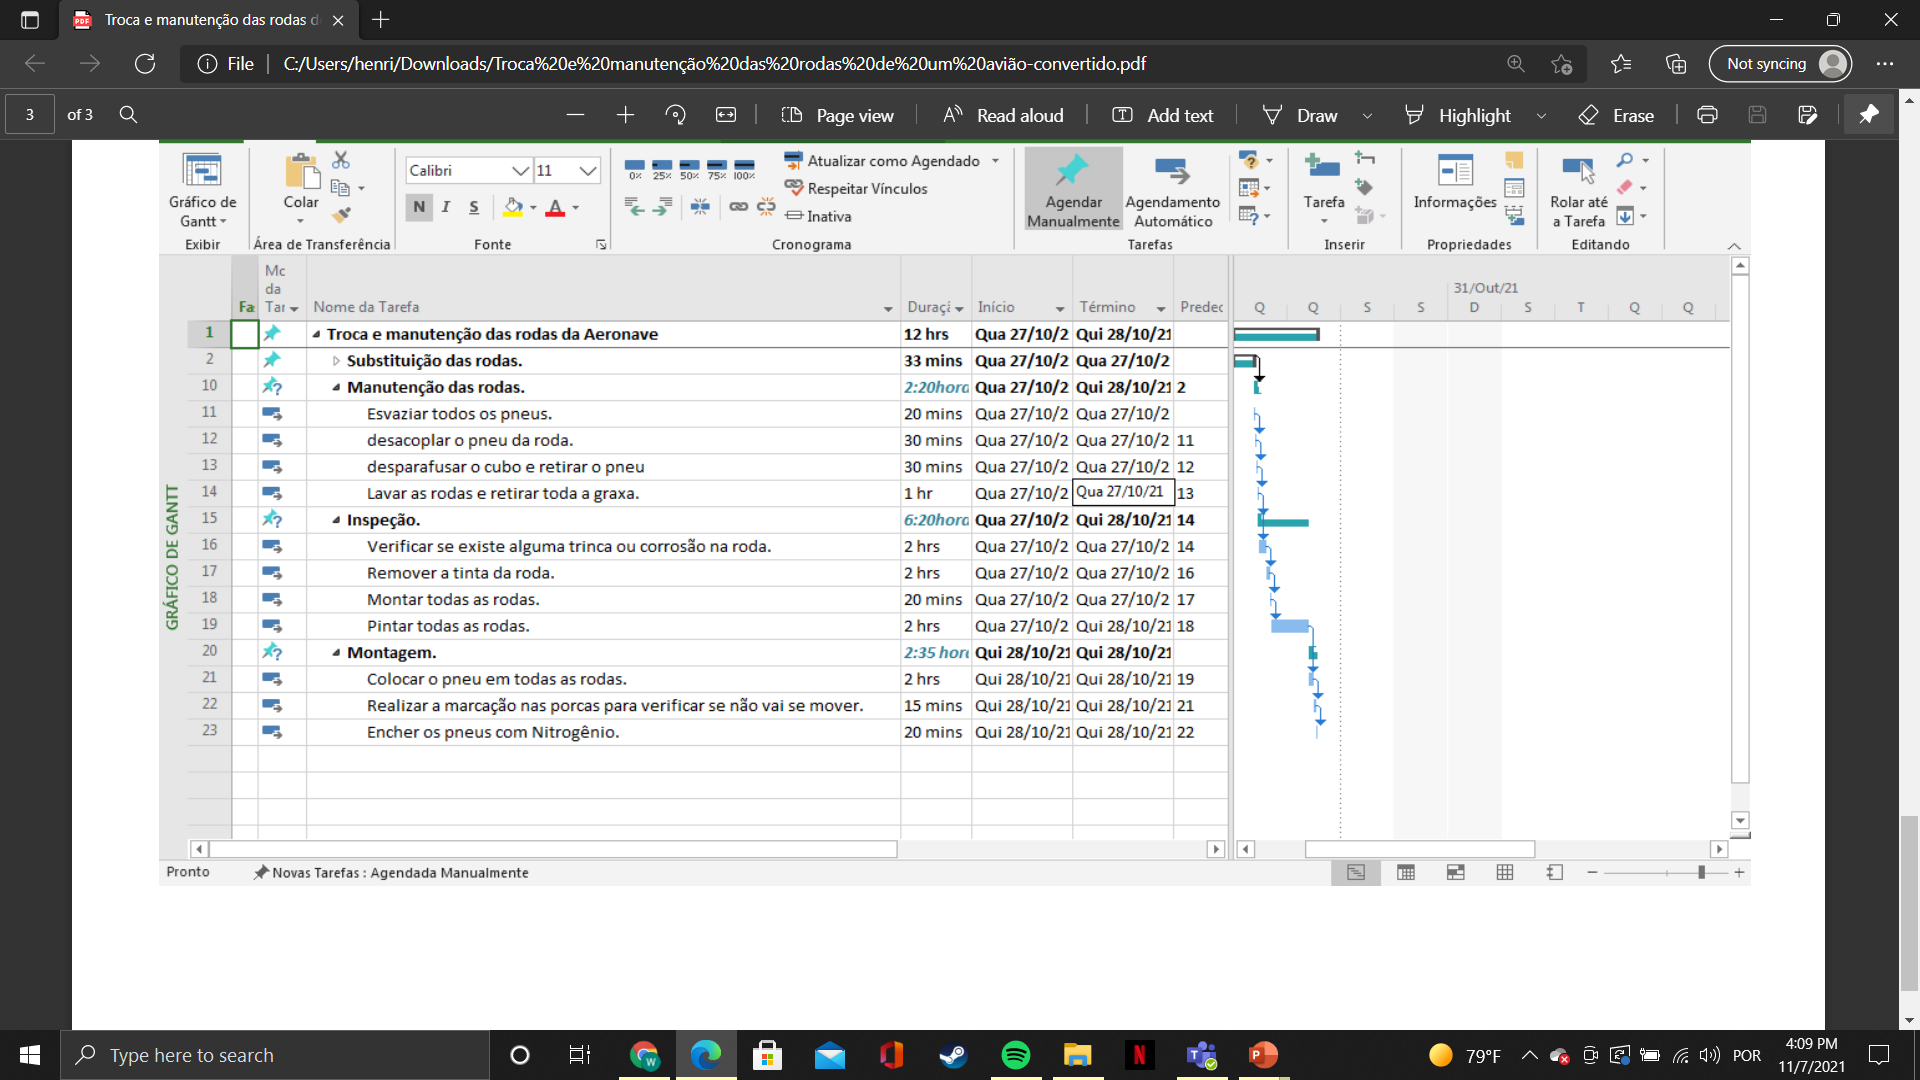 Troca e manutenção das rodas d
File
C:/Users/henri/Downloads/Troca%20e%20manutenção%20das%20rodas%20de%20um%20avião-convertido.pdf
Not syncing
3 of 3
Page view
Read aloud
Add text
Draw
Highlight
Erase
Gráfico de Gantt
Exibir
Colar
Área de Transferência
Calibri 11
N I S A
Fonte
0% 25% 50% 75% 100%
Atualizar como Agendado
Respeitar Vínculos
Inativa
Cronograma
Agendar Manualmente
Agendamento Automático
Tarefas
Tarefa
Inserir
Informações
Propriedades
Rolar até a Tarefa
Editando
GRÁFICO DE GANTT
Fa Mc da Tar Nome da Tarefa Duraçã Início Término Predec
31/Out/21
Q Q S S D S T Q Q
1 Troca e manutenção das rodas da Aeronave 12 hrs Qua 27/10/2 Qui 28/10/21
2 Substituição das rodas. 33 mins Qua 27/10/2 Qua 27/10/2
10 Manutenção das rodas. 2:20hora Qua 27/10/2 Qui 28/10/21 2
11 Esvaziar todos os pneus. 20 mins Qua 27/10/2 Qua 27/10/2
12 desacoplar o pneu da roda. 30 mins Qua 27/10/2 Qua 27/10/2 11
13 desparafusar o cubo e retirar o pneu 30 mins Qua 27/10/2 Qua 27/10/2 12
14 Lavar as rodas e retirar toda a graxa. 1 hr Qua 27/10/2 Qua 27/10/21 13
15 Inspeção. 6:20hora Qua 27/10/2 Qui 28/10/21 14
16 Verificar se existe alguma trinca ou corrosão na roda. 2 hrs Qua 27/10/2 Qua 27/10/2 14
17 Remover a tinta da roda. 2 hrs Qua 27/10/2 Qua 27/10/2 16
18 Montar todas as rodas. 20 mins Qua 27/10/2 Qua 27/10/2 17
19 Pintar todas as rodas. 2 hrs Qua 27/10/2 Qui 28/10/21 18
20 Montagem. 2:35 hora Qui 28/10/21 Qui 28/10/21
21 Colocar o pneu em todas as rodas. 2 hrs Qui 28/10/21 Qui 28/10/21 19
22 Realizar a marcação nas porcas para verificar se não vai se mover. 15 mins Qui 28/10/21 Qui 28/10/21 21
23 Encher os pneus com Nitrogênio. 20 mins Qui 28/10/21 Qui 28/10/21 22
Pronto
Novas Tarefas : Agendada Manualmente
Type here to search
79°F
POR
4:09 PM
11/7/2021